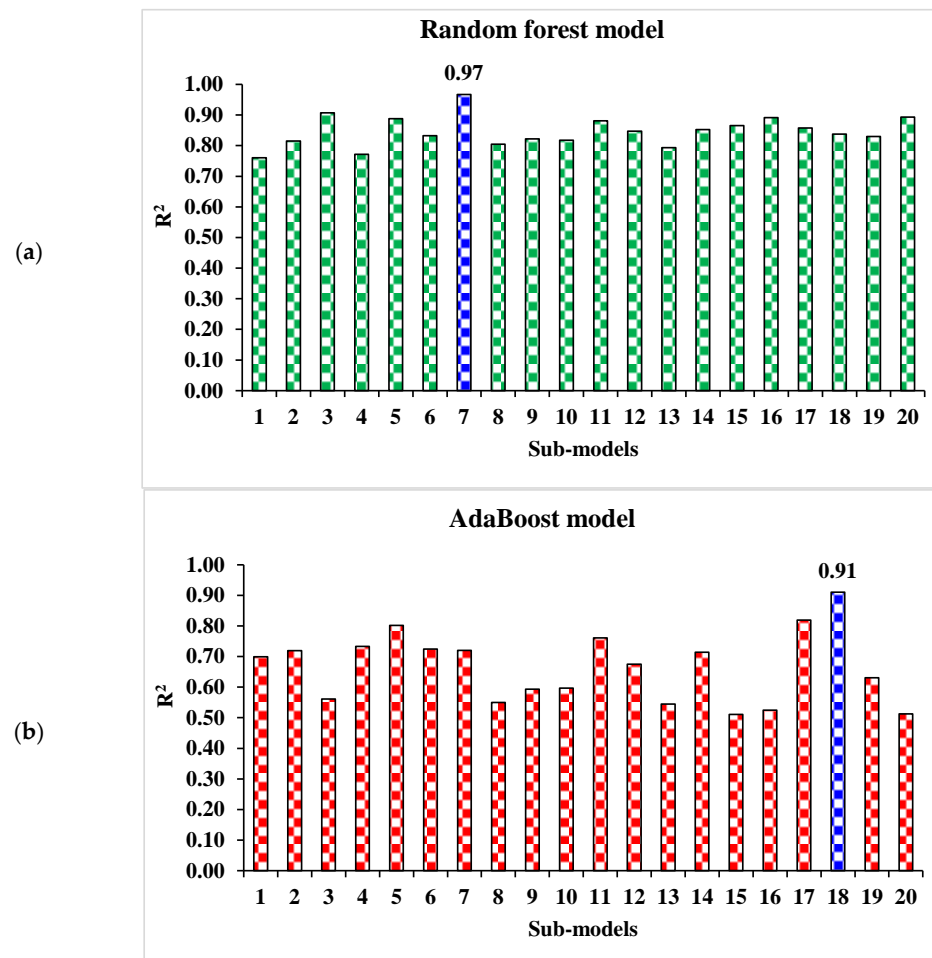 Random forest model
0.97
1.00
0.90
0.80
0.70
0.60
0.50
0.40
0.30
0.20
0.10
0.00
R²
(a)
1 2 3 4 5 6 7 8 9 10 11 12 13 14 15 16 17 18 19 20
Sub-models
AdaBoost model
0.91
1.00
0.90
0.80
0.70
0.60
0.50
0.40
0.30
0.20
0.10
0.00
R²
(b)
1 2 3 4 5 6 7 8 9 10 11 12 13 14 15 16 17 18 19 20
Sub-models